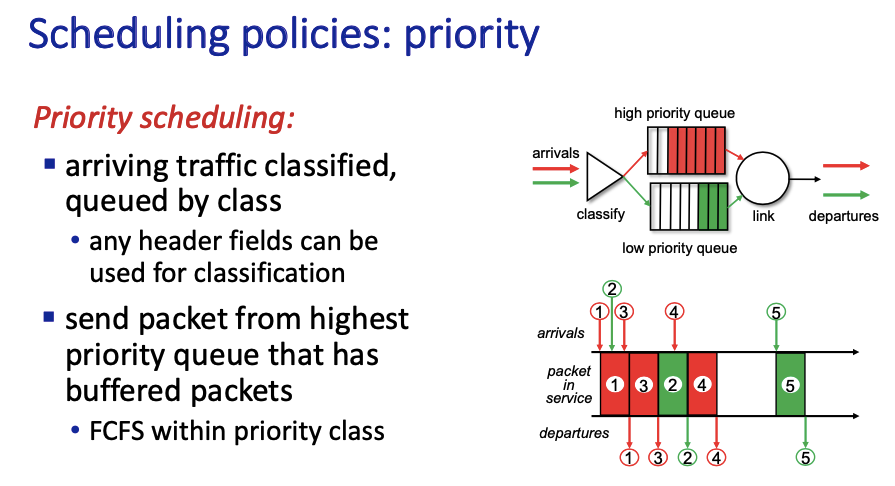 Scheduling policies: priority
Priority scheduling:
▪ arriving traffic classified,
queued by class
• any header fields can be
used for classification
▪ send packet from highest
priority queue that has
buffered packets
• FCFS within priority class
high priority queue
arrivals
classify
link
departures
low priority queue
2
1 3 4 5
arrivals
packet
in
service
1 3 2 4 5
departures
1 3 2 4 5